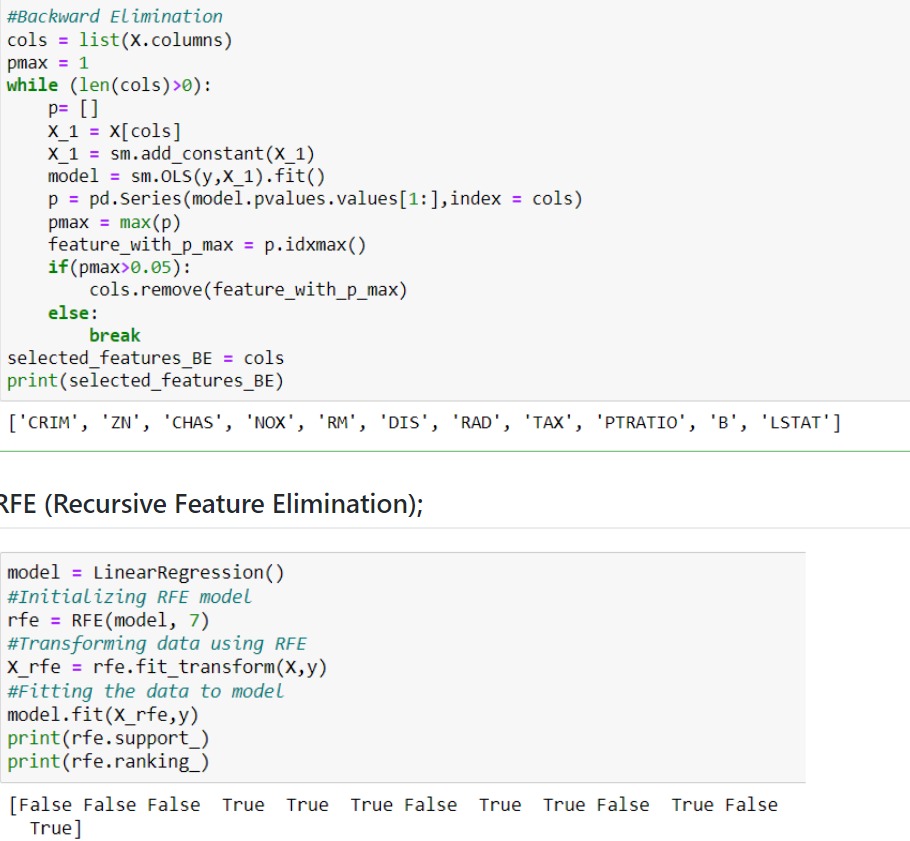 #Backward Elimination
cols = list(X.columns)
pmax = 1
while (len(cols)>0):
    p= []
    X_1 = X[cols]
    X_1 = sm.add_constant(X_1)
    model = sm.OLS(y,X_1).fit()
    p = pd.Series(model.pvalues.values[1:],index = cols)
    pmax = max(p)
    feature_with_p_max = p.idxmax()
    if(pmax>0.05):
        cols.remove(feature_with_p_max)
    else:
        break
selected_features_BE = cols
print(selected_features_BE)
['CRIM', 'ZN', 'CHAS', 'NOX', 'RM', 'DIS', 'RAD', 'TAX', 'PTRATIO', 'B', 'LSTAT']
RFE (Recursive Feature Elimination);
model = LinearRegression()
#Initializing RFE model
rfe = RFE(model, 7)
#Transforming data using RFE
X_rfe = rfe.fit_transform(X,y)
#Fitting the data to model
model.fit(X_rfe,y)
print(rfe.support_)
print(rfe.ranking_)
[False False False  True  True  True False  True  True False  True False
  True]